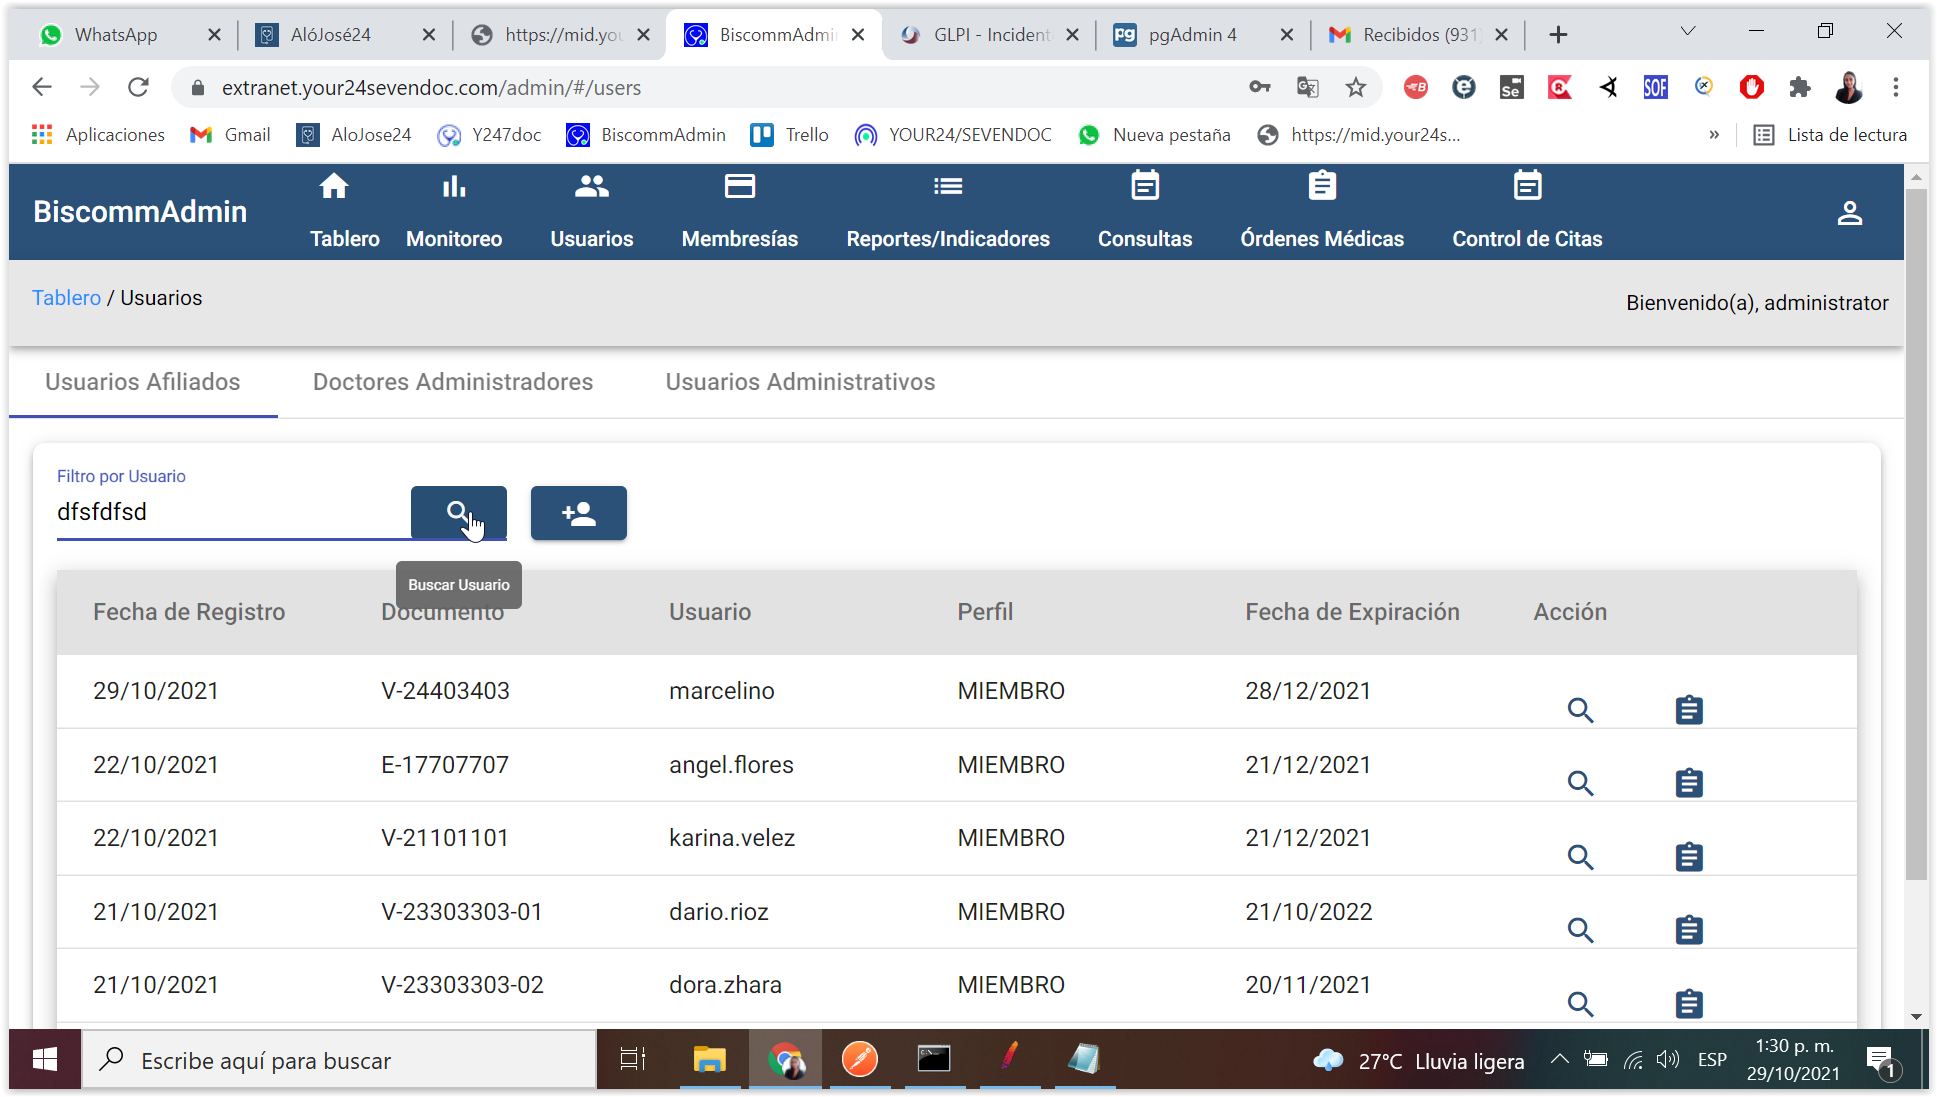 WhatsApp
AlóJosé24
https://mid.you
BiscommAdmi
GLPI - Incident
pgAdmin 4
Recibidos (931
extranet.your24sevendoc.com/admin/#/users
Aplicaciones
Gmail
AloJose24
Y247doc
BiscommAdmin
Trello
YOUR24/SEVENDOC
Nueva pestaña
https://mid.your24s...
»
Lista de lectura
BiscommAdmin
Tablero
Monitoreo
Usuarios
Membresías
Reportes/Indicadores
Consultas
Órdenes Médicas
Control de Citas
Tablero / Usuarios
Bienvenido(a), administrator
Usuarios Afiliados
Doctores Administradores
Usuarios Administrativos
Filtro por Usuario
dfsfdfsd
Buscar Usuario
Fecha de Registro Documento Usuario Perfil Fecha de Expiración Acción
29/10/2021 V-24403403 marcelino MIEMBRO 28/12/2021
22/10/2021 E-17707707 angel.flores MIEMBRO 21/12/2021
22/10/2021 V-21101101 karina.velez MIEMBRO 21/12/2021
21/10/2021 V-23303303-01 dario.rioz MIEMBRO 21/10/2022
21/10/2021 V-23303303-02 dora.zhara MIEMBRO 20/11/2021
Escribe aquí para buscar
27°C Lluvia ligera
ESP
1:30 p. m.
29/10/2021
1